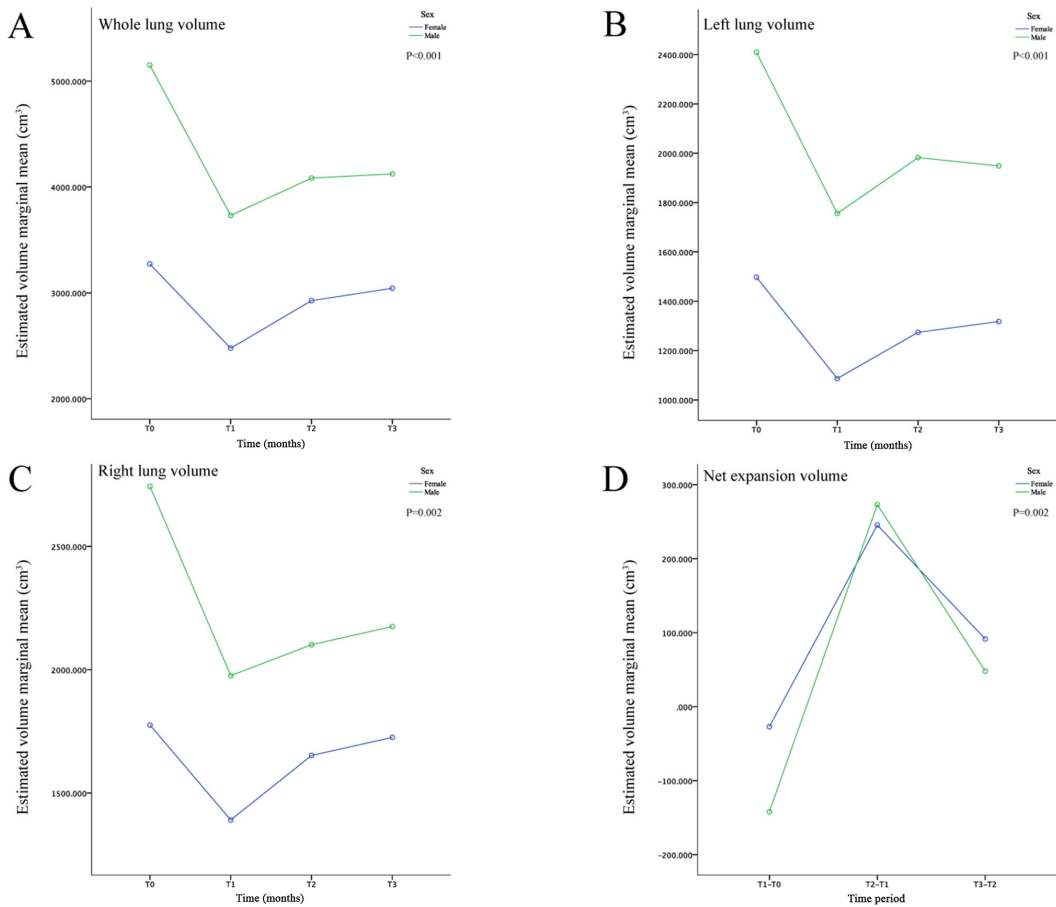 A
Whole lung volume
Sex
Female
Male
P<0.001
Estimated volume marginal mean (cm³)
5000.000
4000.000
3000.000
2000.000
T0 T1 T2 T3
Time (months)
B
Left lung volume
Sex
Female
Male
P<0.001
Estimated volume marginal mean (cm³)
2400.000
2200.000
2000.000
1800.000
1600.000
1400.000
1200.000
1000.000
T0 T1 T2 T3
Time (months)
C
Right lung volume
Sex
Female
Male
P=0.002
Estimated volume marginal mean (cm³)
2500.000
2000.000
1500.000
T0 T1 T2 T3
Time (months)
D
Net expansion volume
Sex
Female
Male
P=0.002
Estimated volume marginal mean (cm³)
300.000
200.000
100.000
.000
-100.000
-200.000
T1-T0 T2-T1 T3-T2
Time period